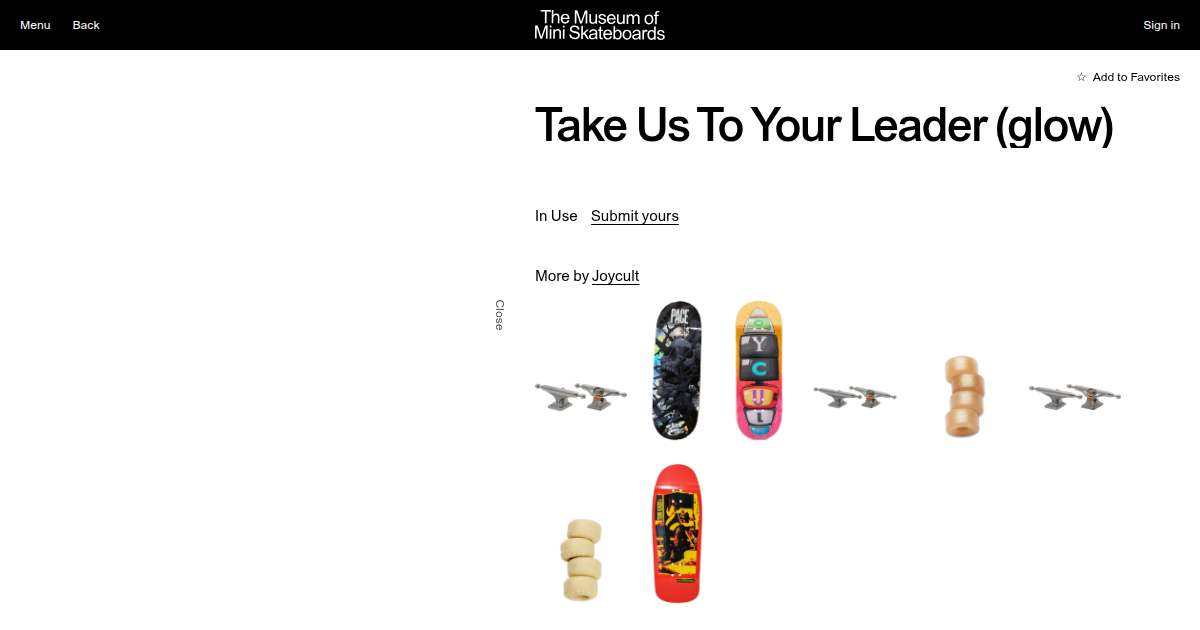 Menu
Back
The Museum of
Mini Skateboards
Sign in
☆ Add to Favorites
Take Us To Your Leader (glow)
In Use Submit yours
More by Joycult
Close
PACE
Y
C
U
L